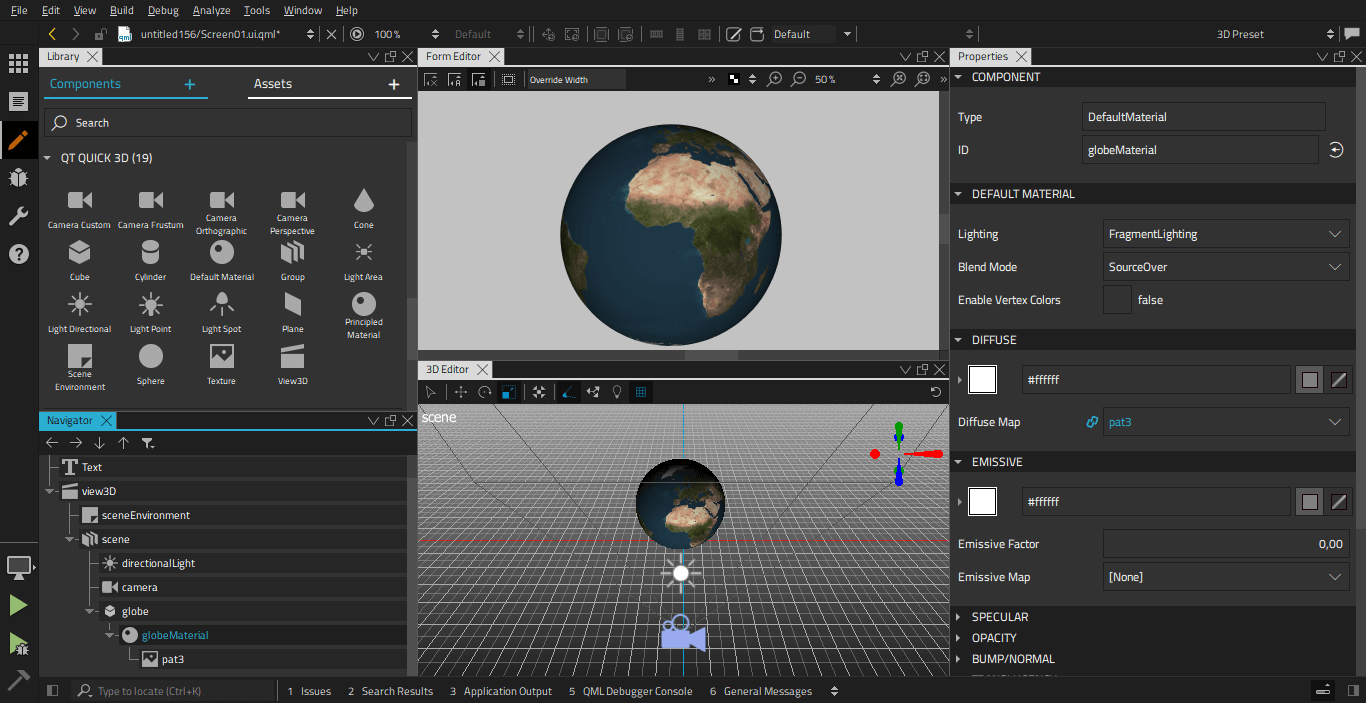 File Edit View Build Debug Analyze Tools Window Help
qml untitled156/Screen01.ui.qml* 100% Default Default 3D Preset
Library
Components + Assets +
Search
QT QUICK 3D (19)
Camera Custom Camera Frustum Camera Orthographic Camera Perspective Cone
Cube Cylinder Default Material Group Light Area
Light Directional Light Point Light Spot Plane Principled Material
Scene Environment Sphere Texture View3D
Navigator
Text
view3D
sceneEnvironment
scene
directionalLight
camera
globe
globeMaterial
pat3
Form Editor
Override Width » 50% »
3D Editor
scene
Properties
COMPONENT
Type DefaultMaterial
ID globeMaterial
DEFAULT MATERIAL
Lighting FragmentLighting
Blend Mode SourceOver
Enable Vertex Colors false
DIFFUSE
#ffffff
Diffuse Map pat3
EMISSIVE
#ffffff
Emissive Factor 0,00
Emissive Map [None]
SPECULAR
OPACITY
BUMP/NORMAL
Type to locate (Ctrl+K) 1 Issues 2 Search Results 3 Application Output 5 QML Debugger Console 6 General Messages